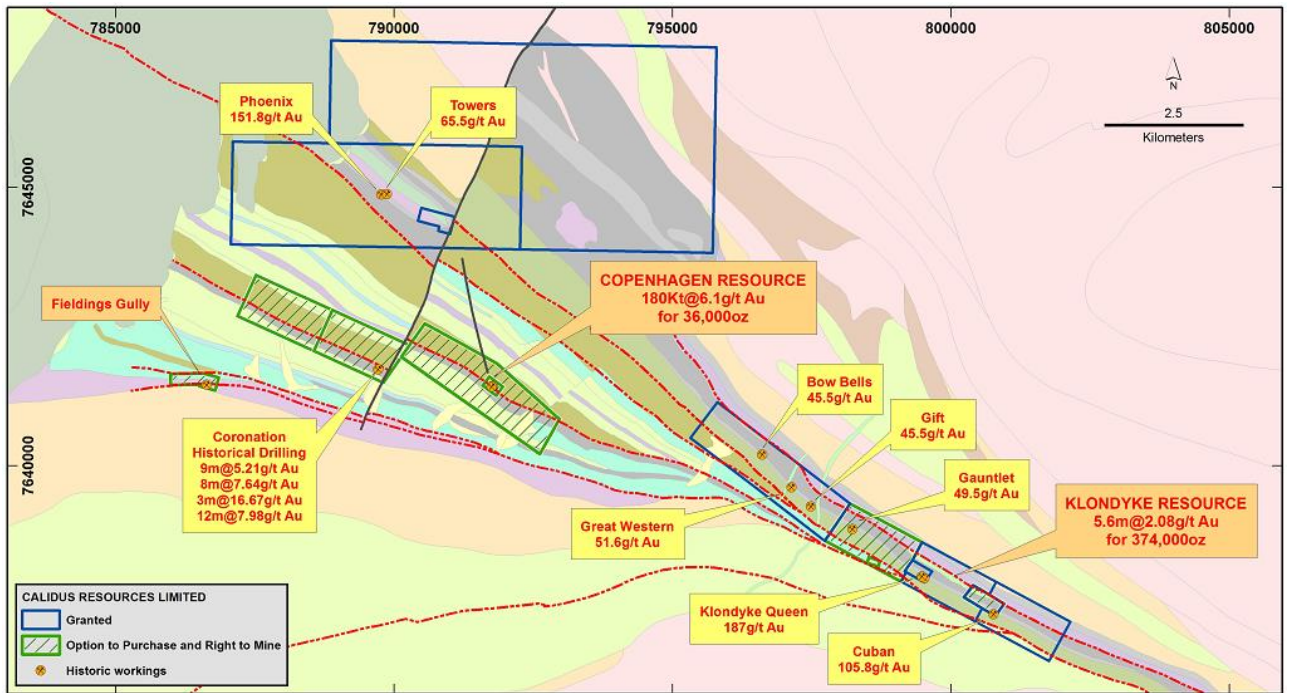 785000
790000
795000
800000
805000
7645000
7640000
N
2.5
Kilometers
Phoenix
151.8g/t Au
Towers
65.5g/t Au
Fieldings Gully
COPENHAGEN RESOURCE
180Kt@6.1g/t Au
for 36,000oz
Bow Bells
45.5g/t Au
Gift
45.5g/t Au
Gauntlet
49.5g/t Au
Coronation
Historical Drilling
9m@5.21g/t Au
8m@7.64g/t Au
3m@16.67g/t Au
12m@7.98g/t Au
Great Western
51.6g/t Au
KLONDYKE RESOURCE
5.6m@2.08g/t Au
for 374,000oz
Klondyke Queen
187g/t Au
Cuban
105.8g/t Au
CALIDUS RESOURCES LIMITED
Granted
Option to Purchase and Right to Mine
Historic workings